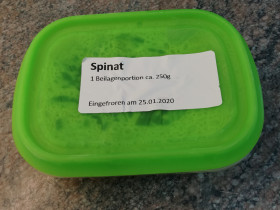 Spinat
1 Beilagenportion ca. 250g
Eingefroren am 25.01.2020